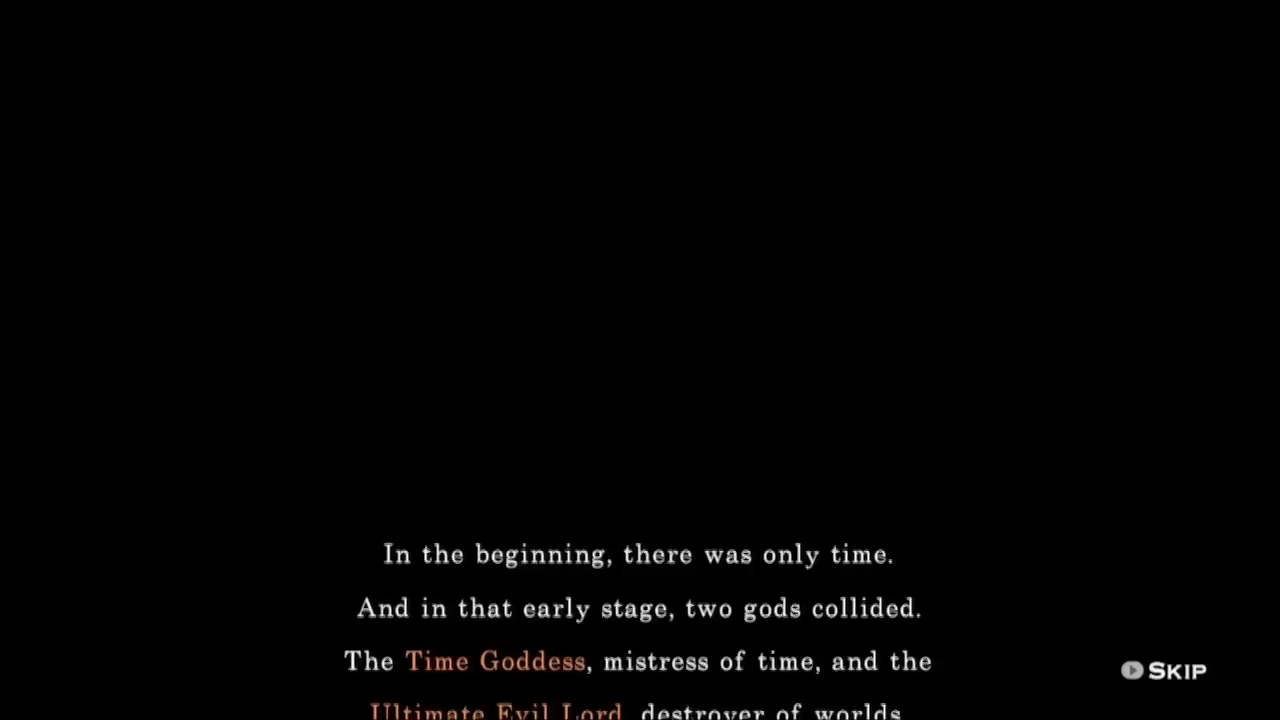 In the beginning, there was only time.
And in that early stage, two gods collided.
The Time Goddess, mistress of time, and the
Ultimate Evil Lord, destroyer of worlds
SKIP